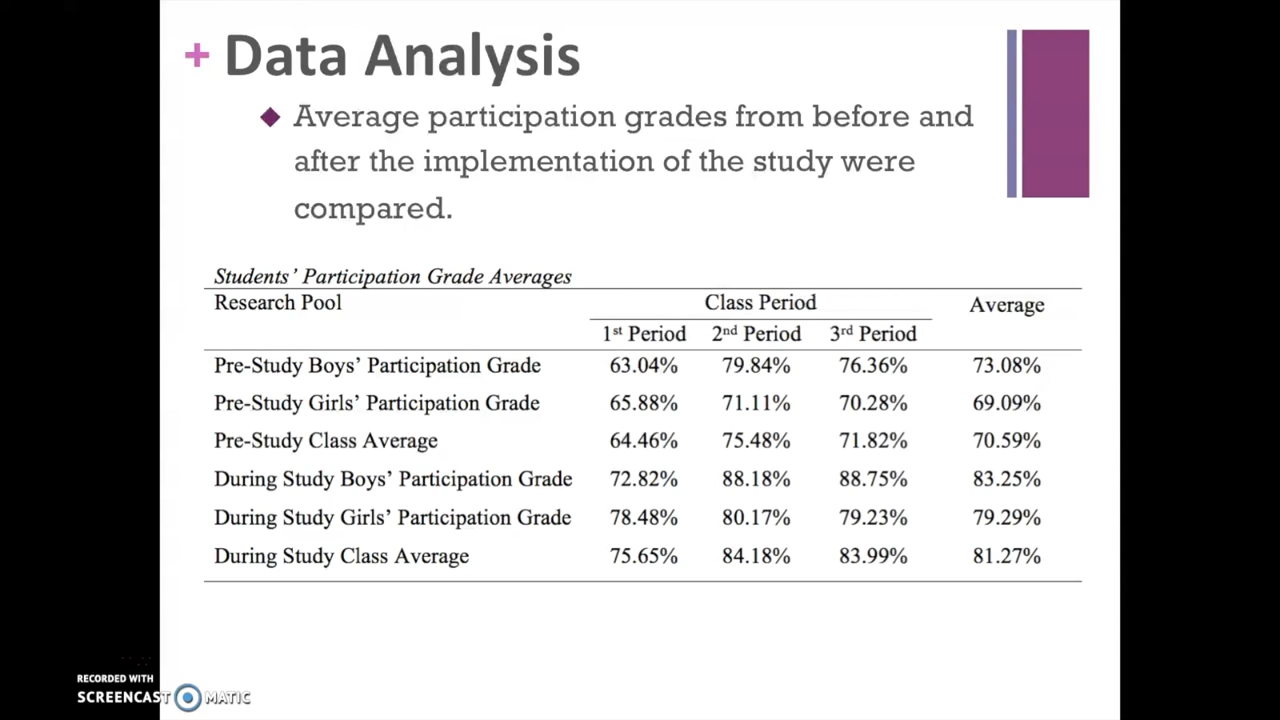 + Data Analysis
◆ Average participation grades from before and
after the implementation of the study were
compared.
Students' Participation Grade Averages
Research Pool Class Period Average
1st Period 2nd Period 3rd Period
Pre-Study Boys' Participation Grade 63.04% 79.84% 76.36% 73.08%
Pre-Study Girls' Participation Grade 65.88% 71.11% 70.28% 69.09%
Pre-Study Class Average 64.46% 75.48% 71.82% 70.59%
During Study Boys' Participation Grade 72.82% 88.18% 88.75% 83.25%
During Study Girls' Participation Grade 78.48% 80.17% 79.23% 79.29%
During Study Class Average 75.65% 84.18% 83.99% 81.27%
RECORDED WITH
SCREENCAST MATIC